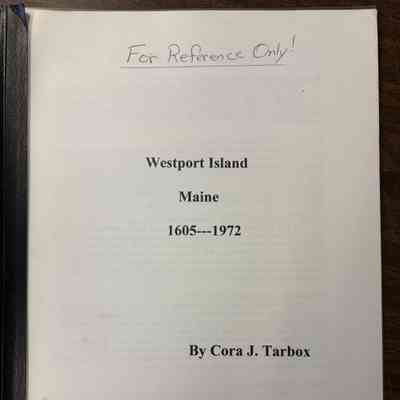 For Reference Only!
Westport Island
Maine
1605---1972
By Cora J. Tarbox